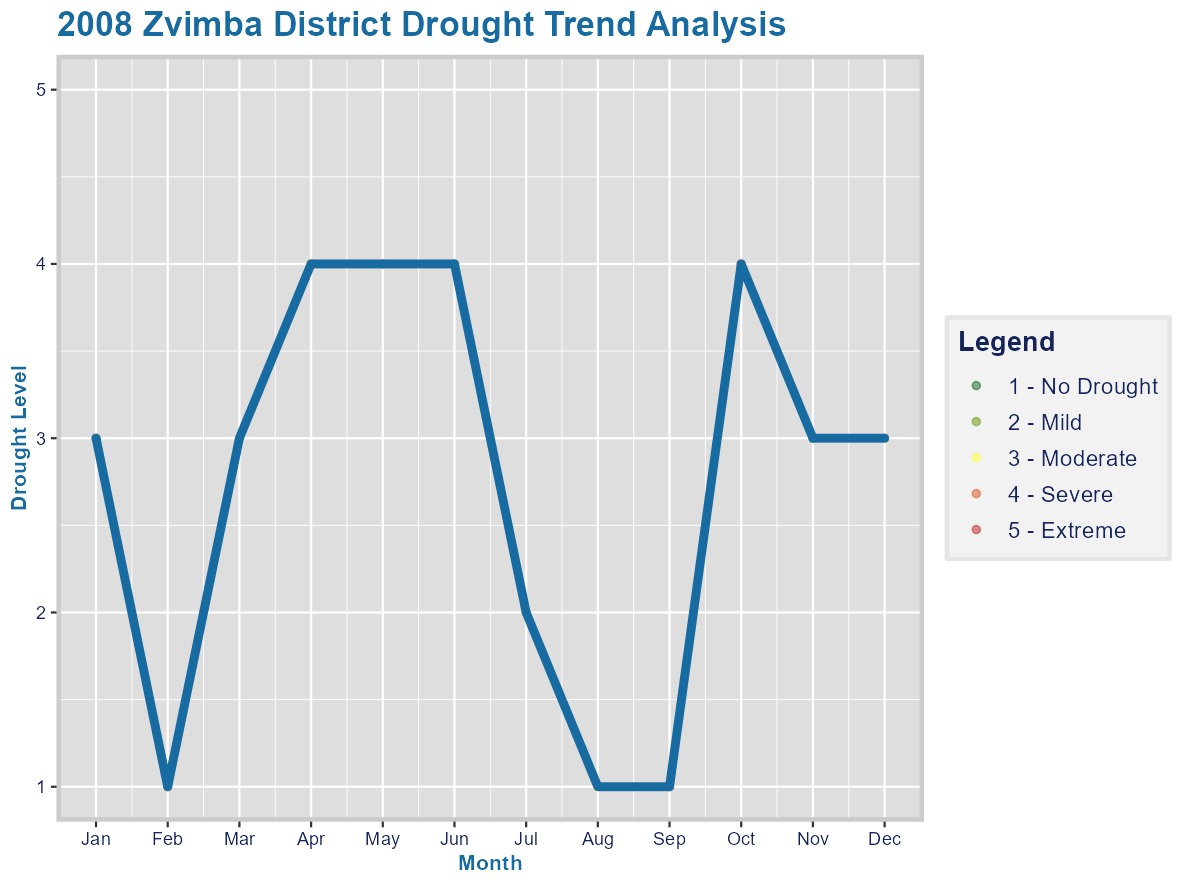 2008 Zvimba District Drought Trend Analysis
5
4
3
2
1
Drought Level
Jan Feb Mar Apr May Jun Jul Aug Sep Oct Nov Dec
Month
Legend
1 - No Drought
2 - Mild
3 - Moderate
4 - Severe
5 - Extreme